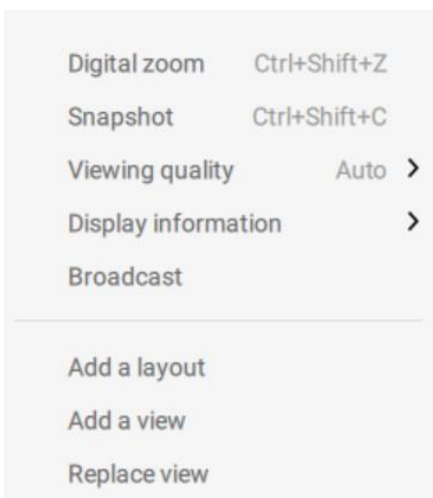 Digital zoom Ctrl+Shift+Z
Snapshot Ctrl+Shift+C
Viewing quality Auto
Display information
Broadcast
Add a layout
Add a view
Replace view